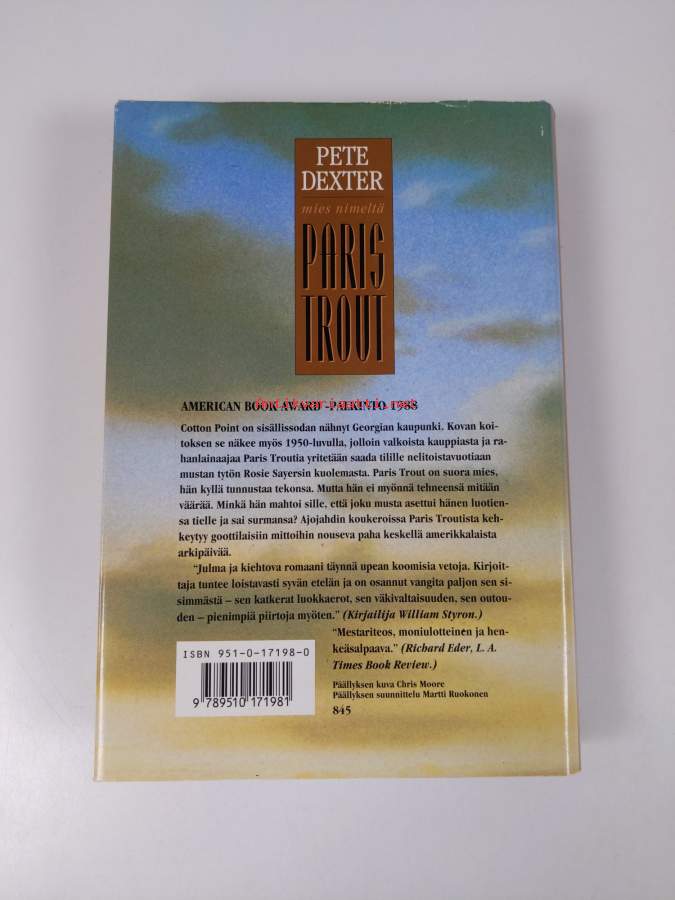 PETE
DEXTER
mies nimeltä
PARIS
TROUT
AMERICAN BOOK AWARD -PALKINTO 1988
Cotton Point on sisällissodan nähnyt Georgian kaupunki. Kovan koi-
toksen se näkee myös 1950-luvulla, jolloin valkoista kauppiasta ja ra-
hanlainaajaa Paris Troutia yritetään saada tilille nelitoistavuotiaan
mustan tytön Rosie Sayersin kuolemasta. Paris Trout on suora mies,
hän kyllä tunnustaa tekonsa. Mutta hän ei myönnä tehneensä mitään
väärää. Minkä hän mahtoi sille, että joku musta asettui hänen luotien-
sa tielle ja sai surmansa? Ajojahdin koukeroissa Paris Troutista keh-
keytyy goottilaisiin mittoihin nouseva paha keskellä amerikkalaista
arkipäivää.
"Julma ja kiehtova romaani täynnä upean koomisia vetoja. Kirjoit-
taja tuntee loistavasti syvän etelän ja on osannut vangita paljon sen si-
simmästä – sen katkerat luokkaerot, sen väkivaltaisuuden, sen outou-
den – pienimpiä piirtoja myöten." (Kirjailija William Styron.)
"Mestariteos, moniulotteinen ja hen-
keäsalpaava." (Richard Eder, L. A.
Times Book Review.)
ISBN 951-0-17198-0
9 789510 171981
Päällyksen kuva Chris Moore
Päällyksen suunnittelu Martti Ruokonen
845